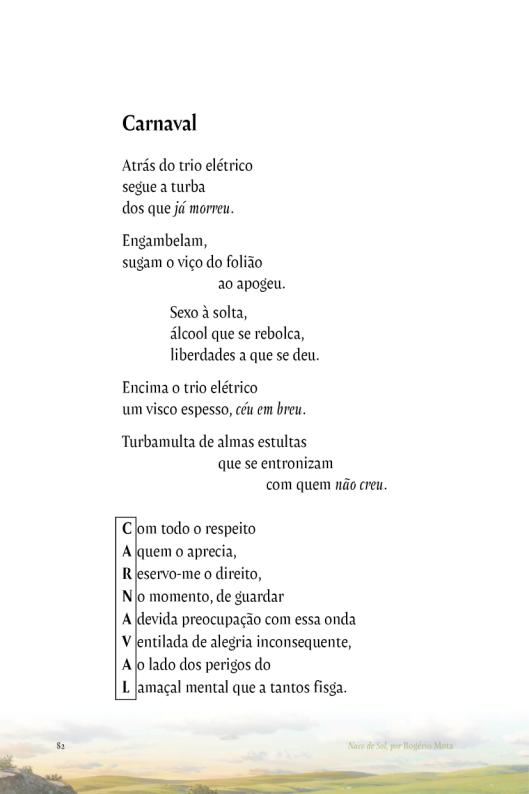 Carnaval
Atrás do trio elétrico
segue a turba
dos que já morreu.
Engambelam,
sugam o viço do folião
ao apogeu.
Sexo à solta,
álcool que se rebolca,
liberdades a que se deu.
Encima o trio elétrico
um visco espesso, céu em breu.
Turbamulta de almas estultas
que se entronizam
com quem não creu.
Com todo o respeito
A quem o aprecia,
Reservo-me o direito,
No momento, de guardar
A devida preocupação com essa onda
Ventilada de alegria inconsequente,
Ao lado dos perigos do
Lamaçal mental que a tantos fisga.
82
Naco de Sol, por Rogério Mota